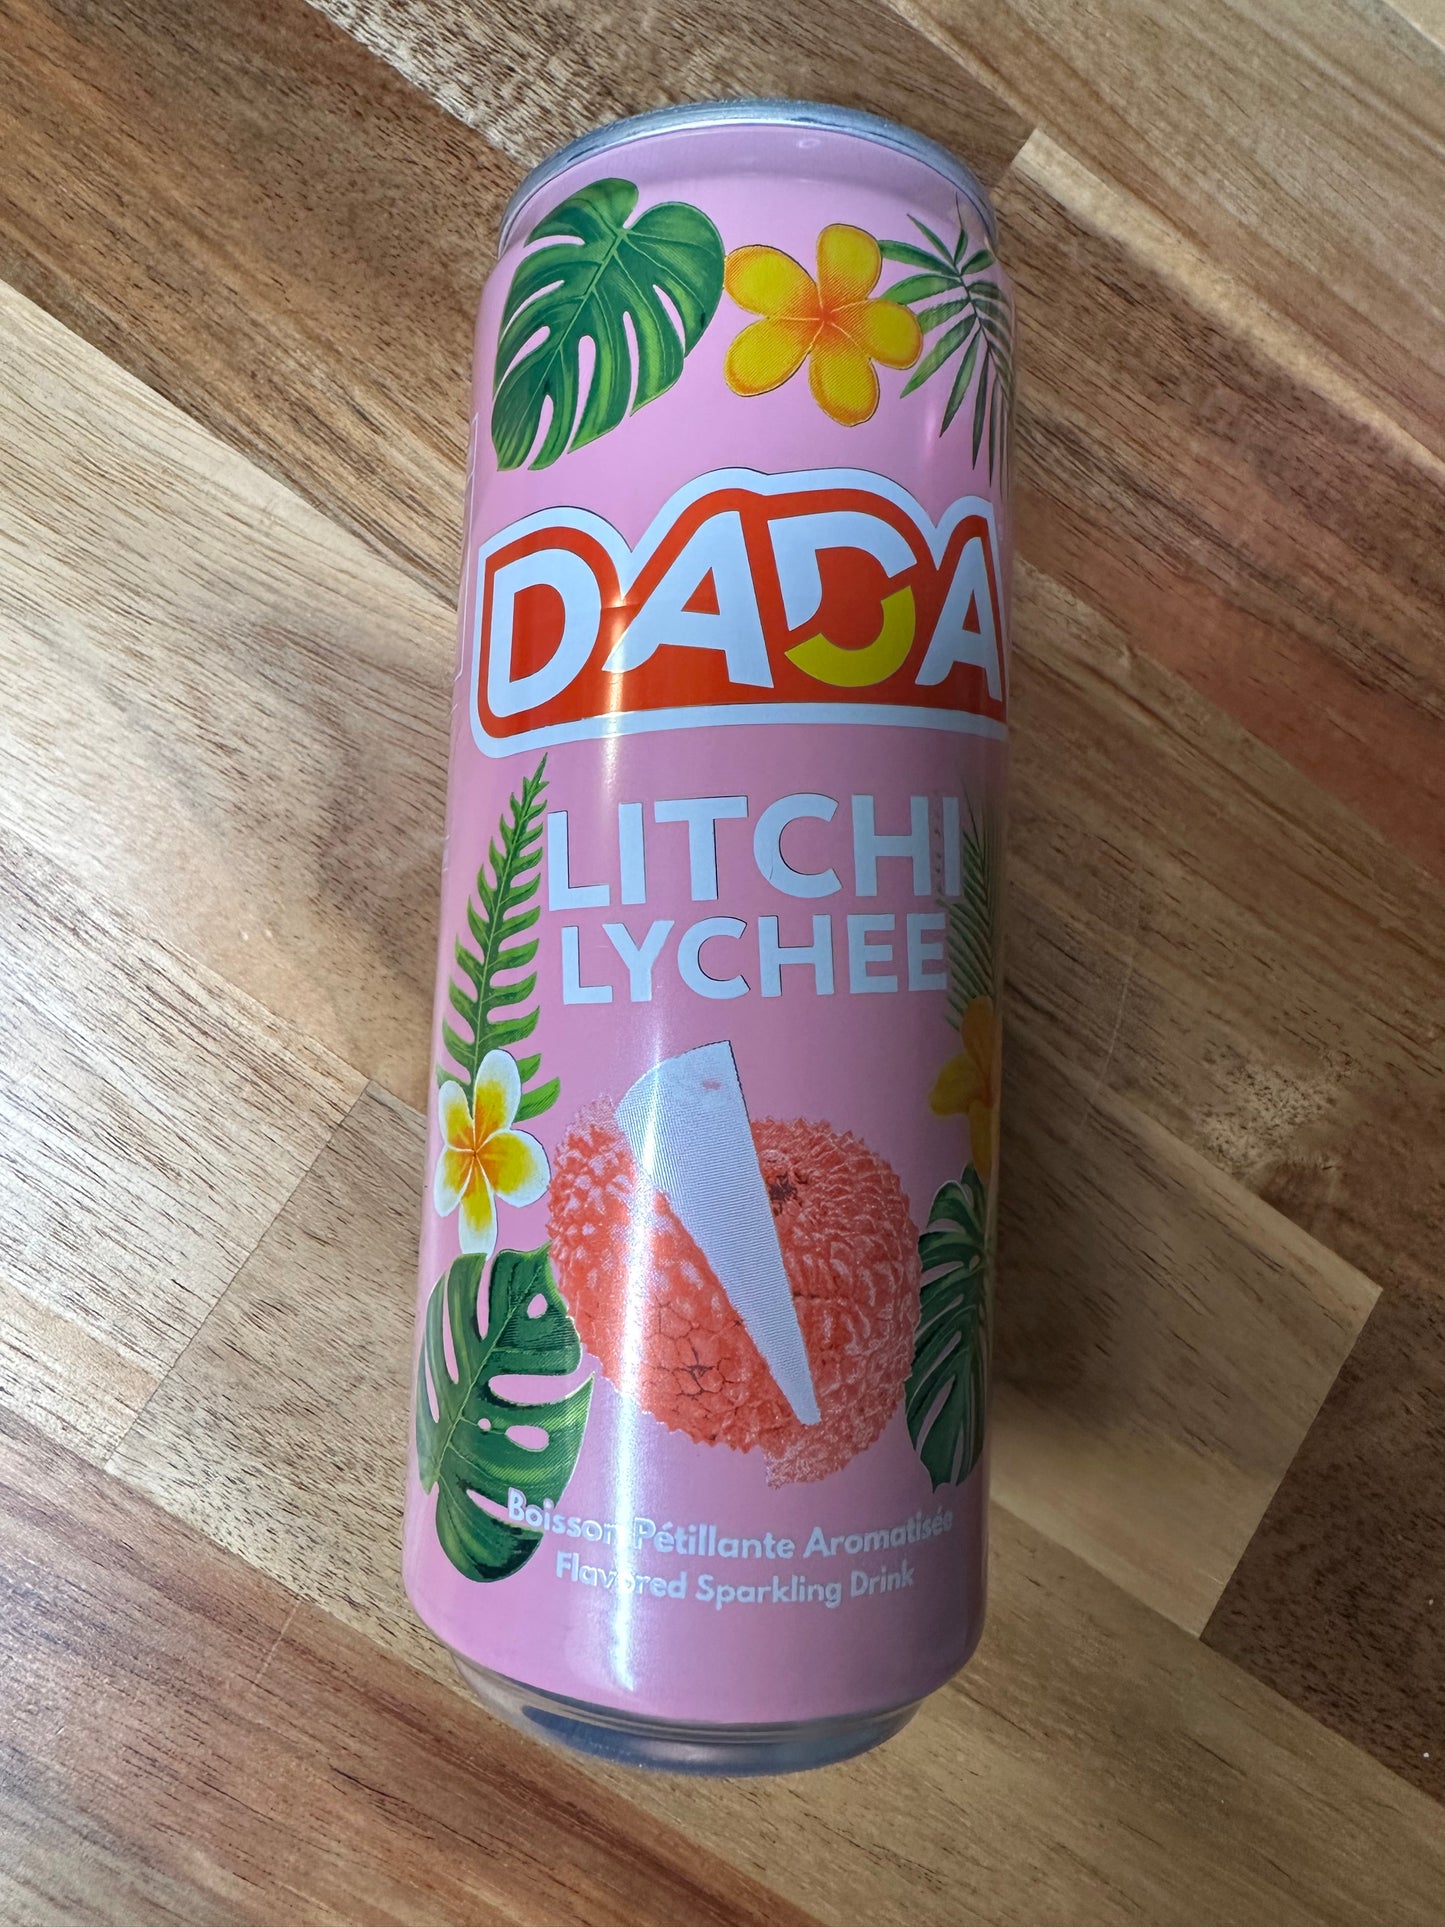 DADA
LITCHI
LYCHEE
Boisson Pétillante Aromatisée
Flavored Sparkling Drink